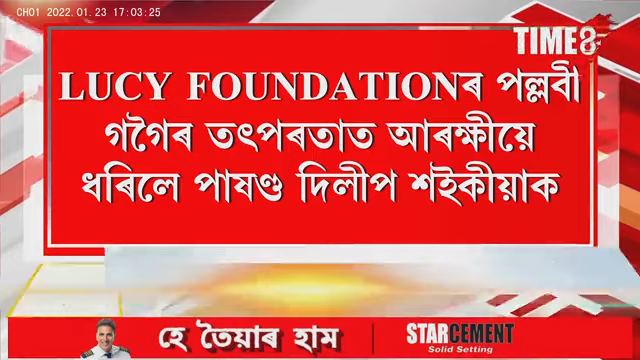 CH01 2022.01.23 17:03:25
TIME8
LUCY FOUNDATIONৰ পল্লবী
গগৈৰ তৎপৰতাত আৰক্ষীয়ে
ধৰিলে পাষণ্ড দিলীপ শইকীয়াক
হে তৈয়াৰ হাম
STARCEMENT
Solid Setting